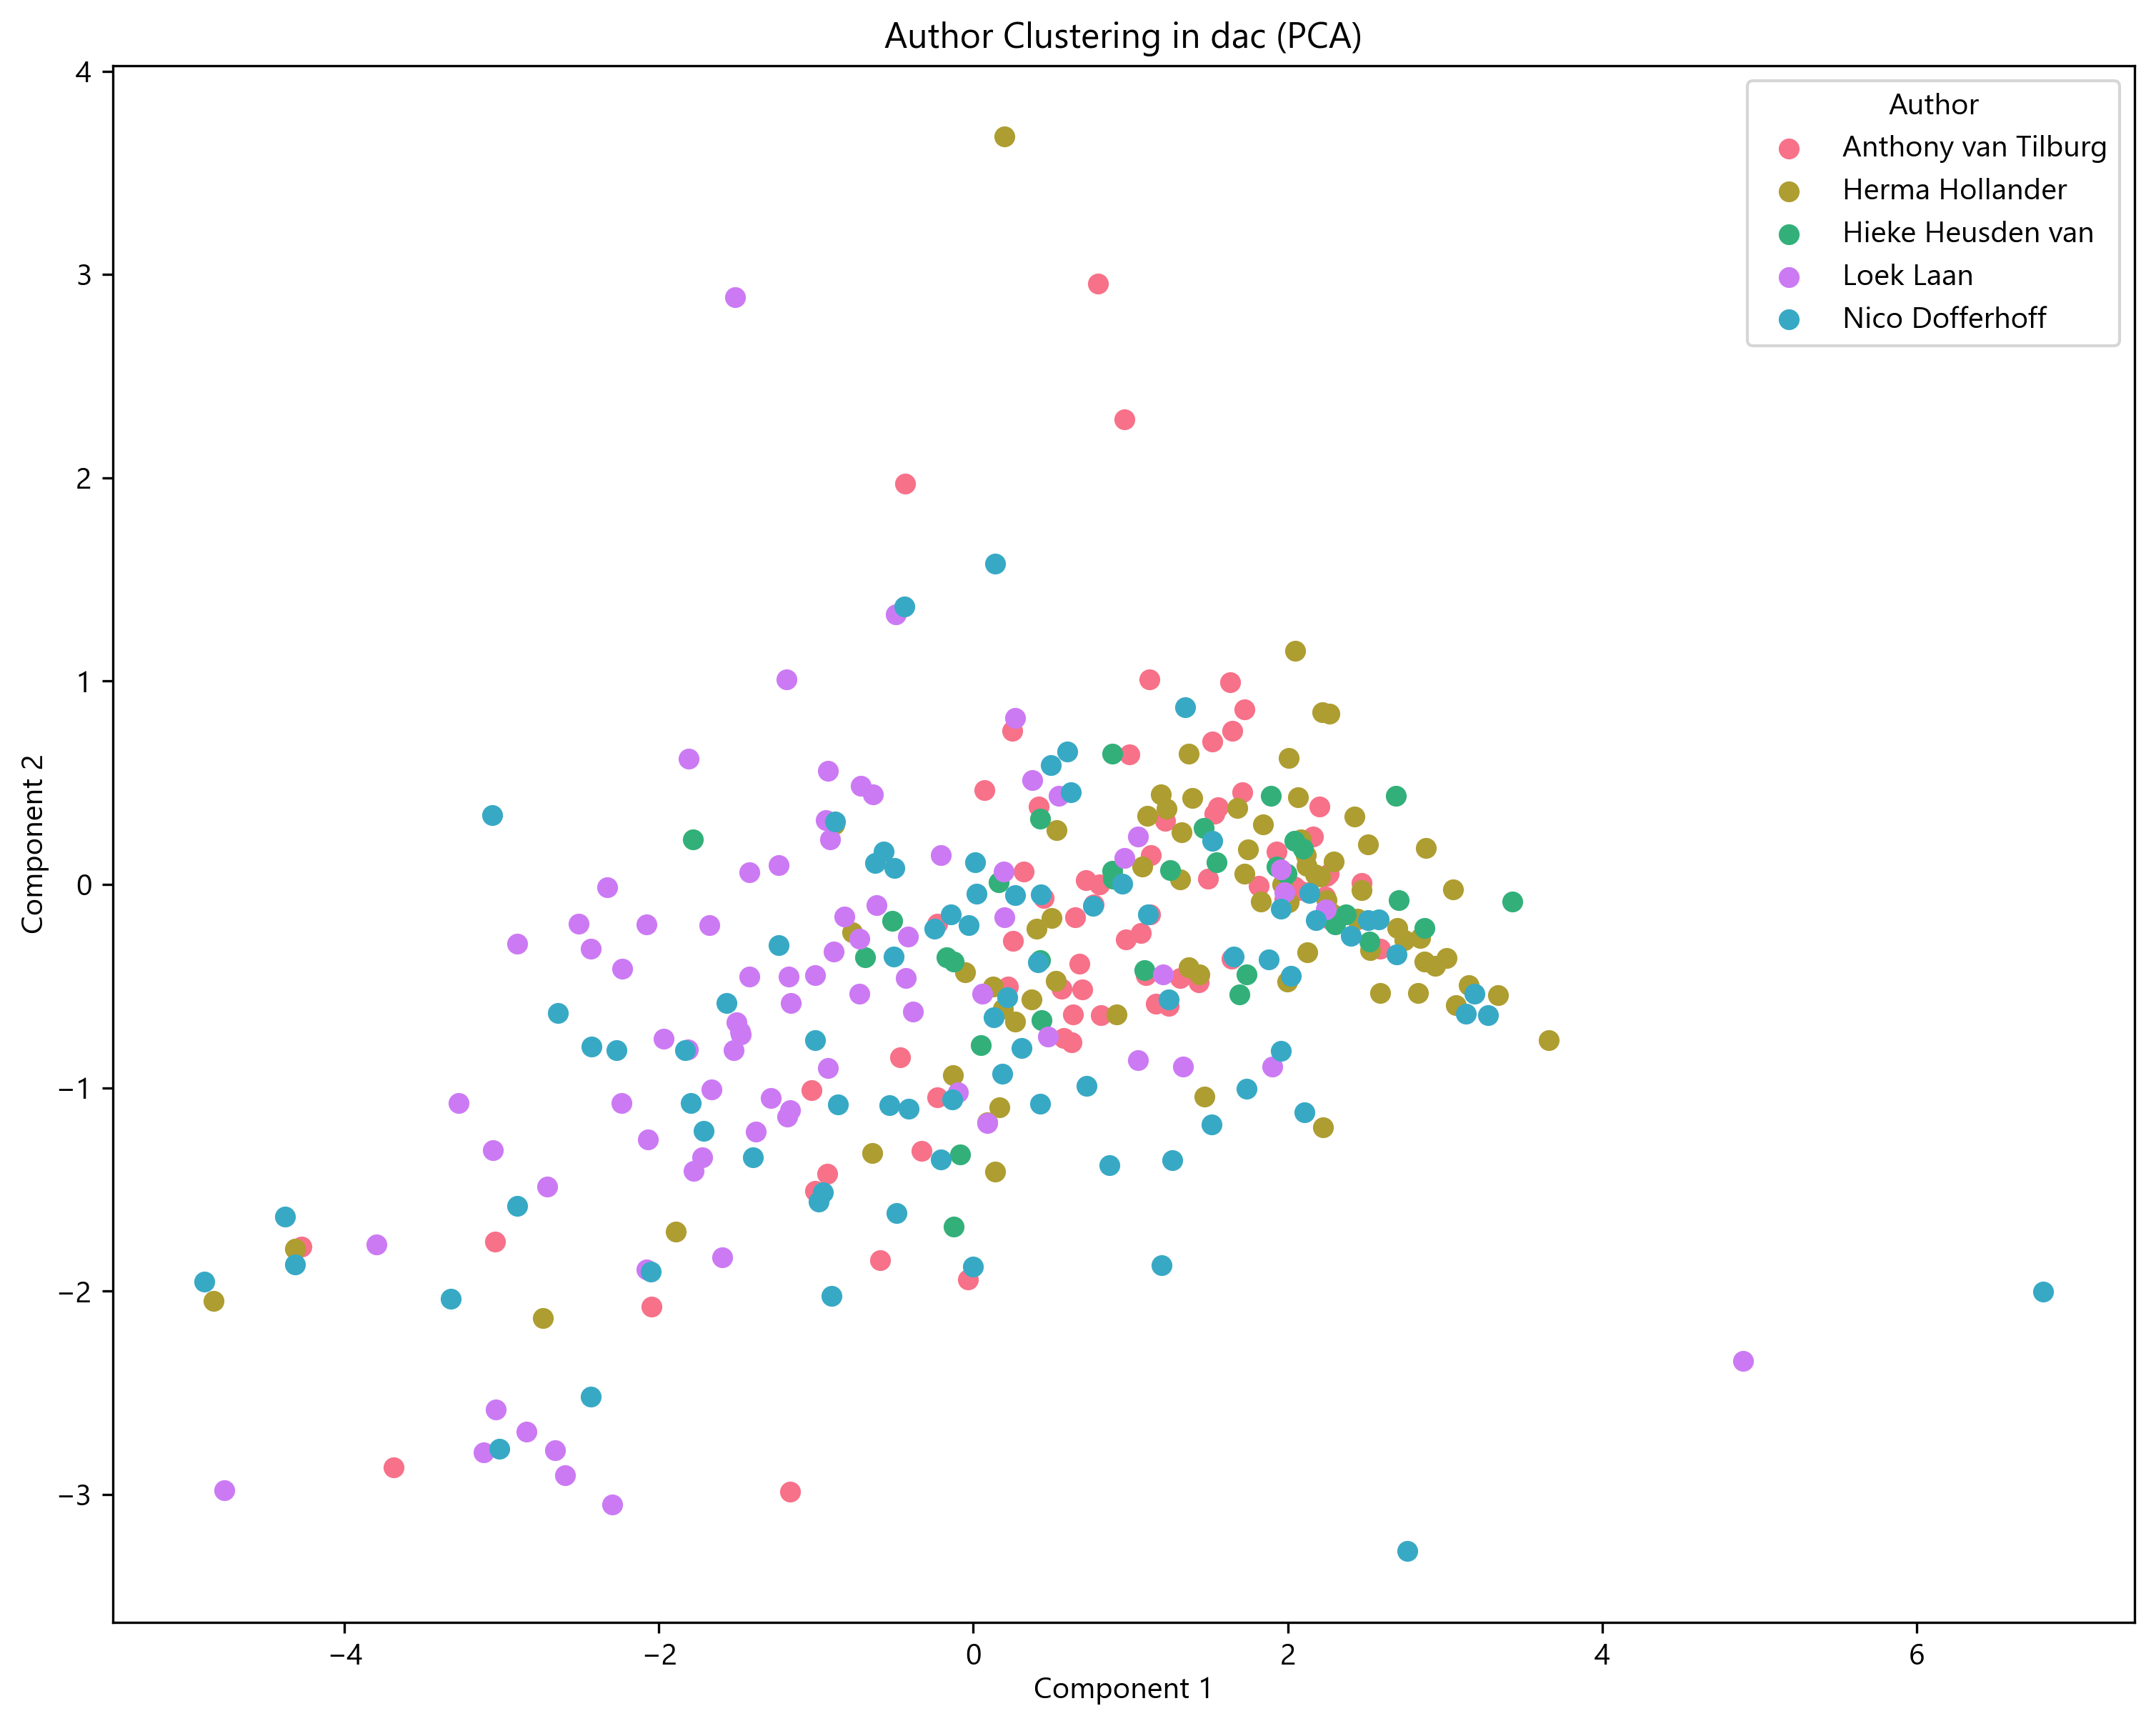 Author Clustering in dac (PCA)
Author
Anthony van Tilburg
Herma Hollander
Hieke Heusden van
Loek Laan
Nico Dofferhoff
4
3
2
1
0
−1
−2
−3
Component 2
−4 −2 0 2 4 6
Component 1